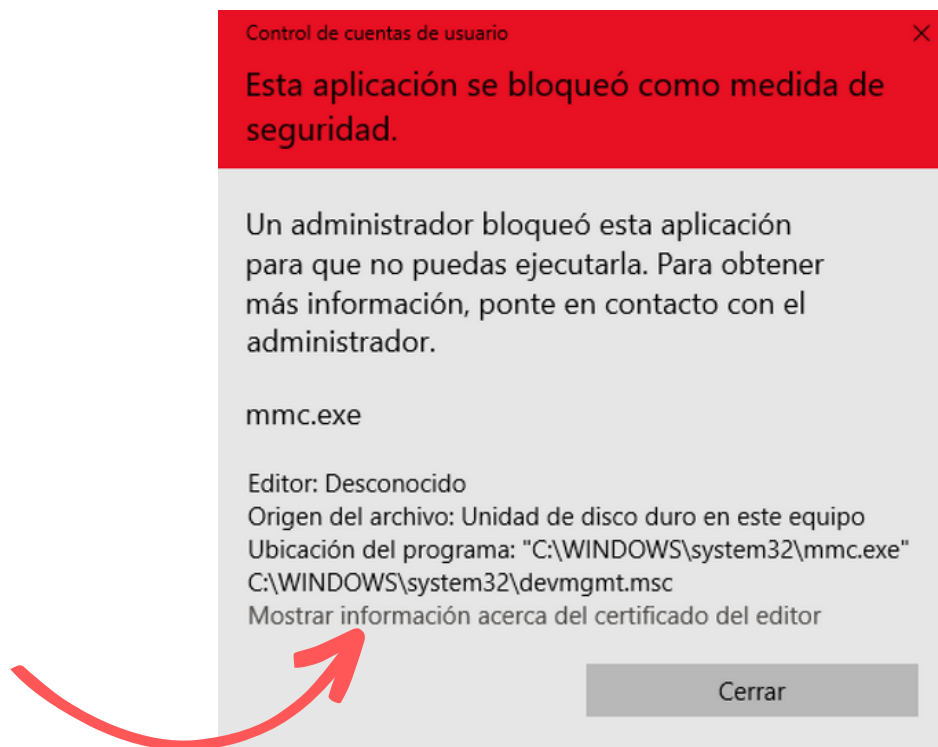 Control de cuentas de usuario
Esta aplicación se bloqueó como medida de
seguridad.
Un administrador bloqueó esta aplicación
para que no puedas ejecutarla. Para obtener
más información, ponte en contacto con el
administrador.
mmc.exe
Editor: Desconocido
Origen del archivo: Unidad de disco duro en este equipo
Ubicación del programa: "C:\WINDOWS\system32\mmc.exe"
C:\WINDOWS\system32\devmgmt.msc
Mostrar información acerca del certificado del editor
Cerrar